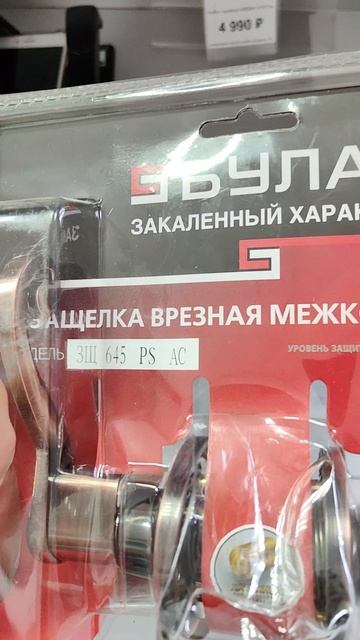 4 990 ₽
БУЛА
ЗАКАЛЕННЫЙ ХАРАК
ЗАЩЕЛКА ВРЕЗНАЯ МЕЖК
ДЕЛЬ ЗЩ 645 PS AC
УРОВЕНЬ ЗАЩИ